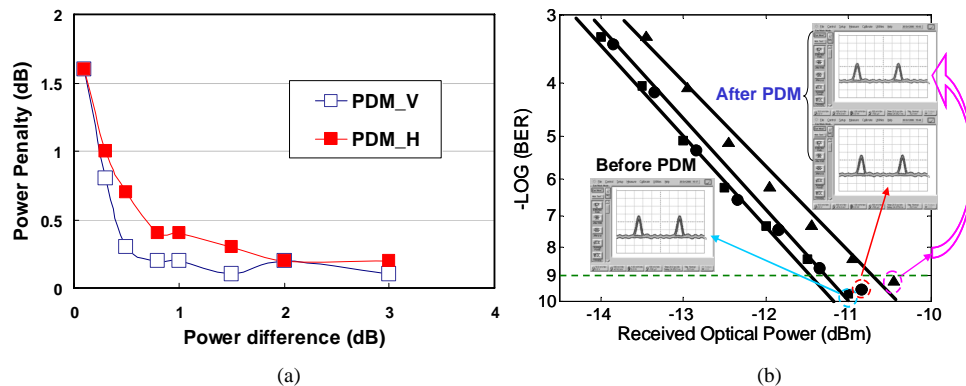 Power Penalty (dB)
2
1.5
1
0.5
0
0
1
2
3
4
Power difference (dB)
PDM_V
PDM_H
(a)
-LOG (BER)
3
4
5
6
7
8
9
10
-14
-13
-12
-11
-10
Received Optical Power (dBm)
Before PDM
After PDM
(b)